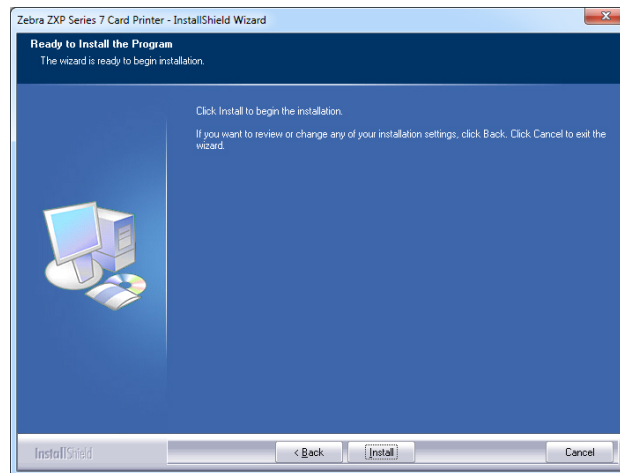 Zebra ZXP Series 7 Card Printer - InstallShield Wizard
Ready to Install the Program
The wizard is ready to begin installation.
Click Install to begin the installation.
If you want to review or change any of your installation settings, click Back. Click Cancel to exit the
wizard.
InstallShield
< Back Install Cancel